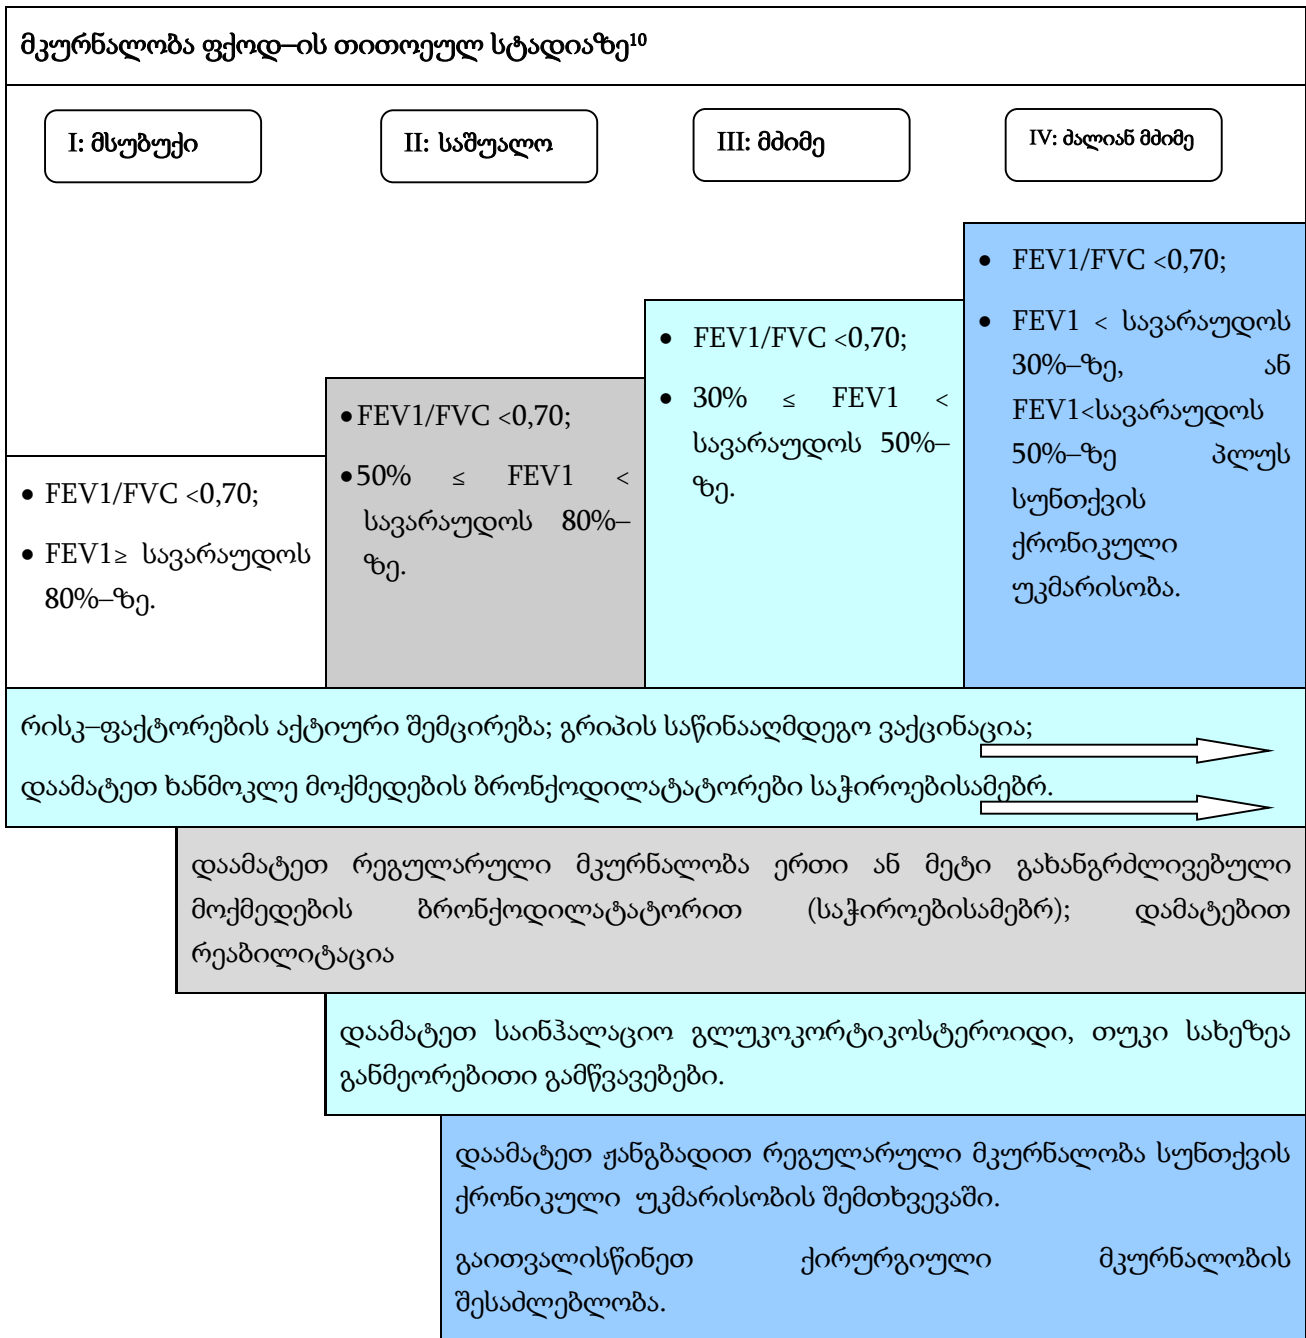 მკურნალობა ფქოდ–ის თითოეულ სტადიაზე¹⁰
I: მსუბუქი
II: საშუალო
III: მძიმე
IV: ძალიან მძიმე
• FEV1/FVC <0,70;
• FEV1≥ სავარაუდოს
80%–ზე.
• FEV1/FVC <0,70;
• 50% ≤ FEV1 <
სავარაუდოს 80%–
ზე.
• FEV1/FVC <0,70;
• 30% ≤ FEV1 <
სავარაუდოს 50%–
ზე.
• FEV1/FVC <0,70;
• FEV1 < სავარაუდოს
30%–ზე, ან
FEV1<სავარაუდოს
50%–ზე პლუს
სუნთქვის
ქრონიკული
უკმარისობა.
რისკ–ფაქტორების აქტიური შემცირება; გრიპის საწინააღმდეგო ვაქცინაცია;
დაამატეთ ხანმოკლე მოქმედების ბრონქოდილატატორები საჭიროებისამებრ.
დაამატეთ რეგულარული მკურნალობა ერთი ან მეტი გახანგრძლივებული
მოქმედების ბრონქოდილატატორით (საჭიროებისამებრ); დამატებით
რეაბილიტაცია
დაამატეთ საინჰალაციო გლუკოკორტიკოსტეროიდი, თუკი სახეზეა
განმეორებითი გამწვავებები.
დაამატეთ ჟანგბადით რეგულარული მკურნალობა სუნთქვის
ქრონიკული უკმარისობის შემთხვევაში.
გაითვალისწინეთ ქირურგიული მკურნალობის
შესაძლებლობა.